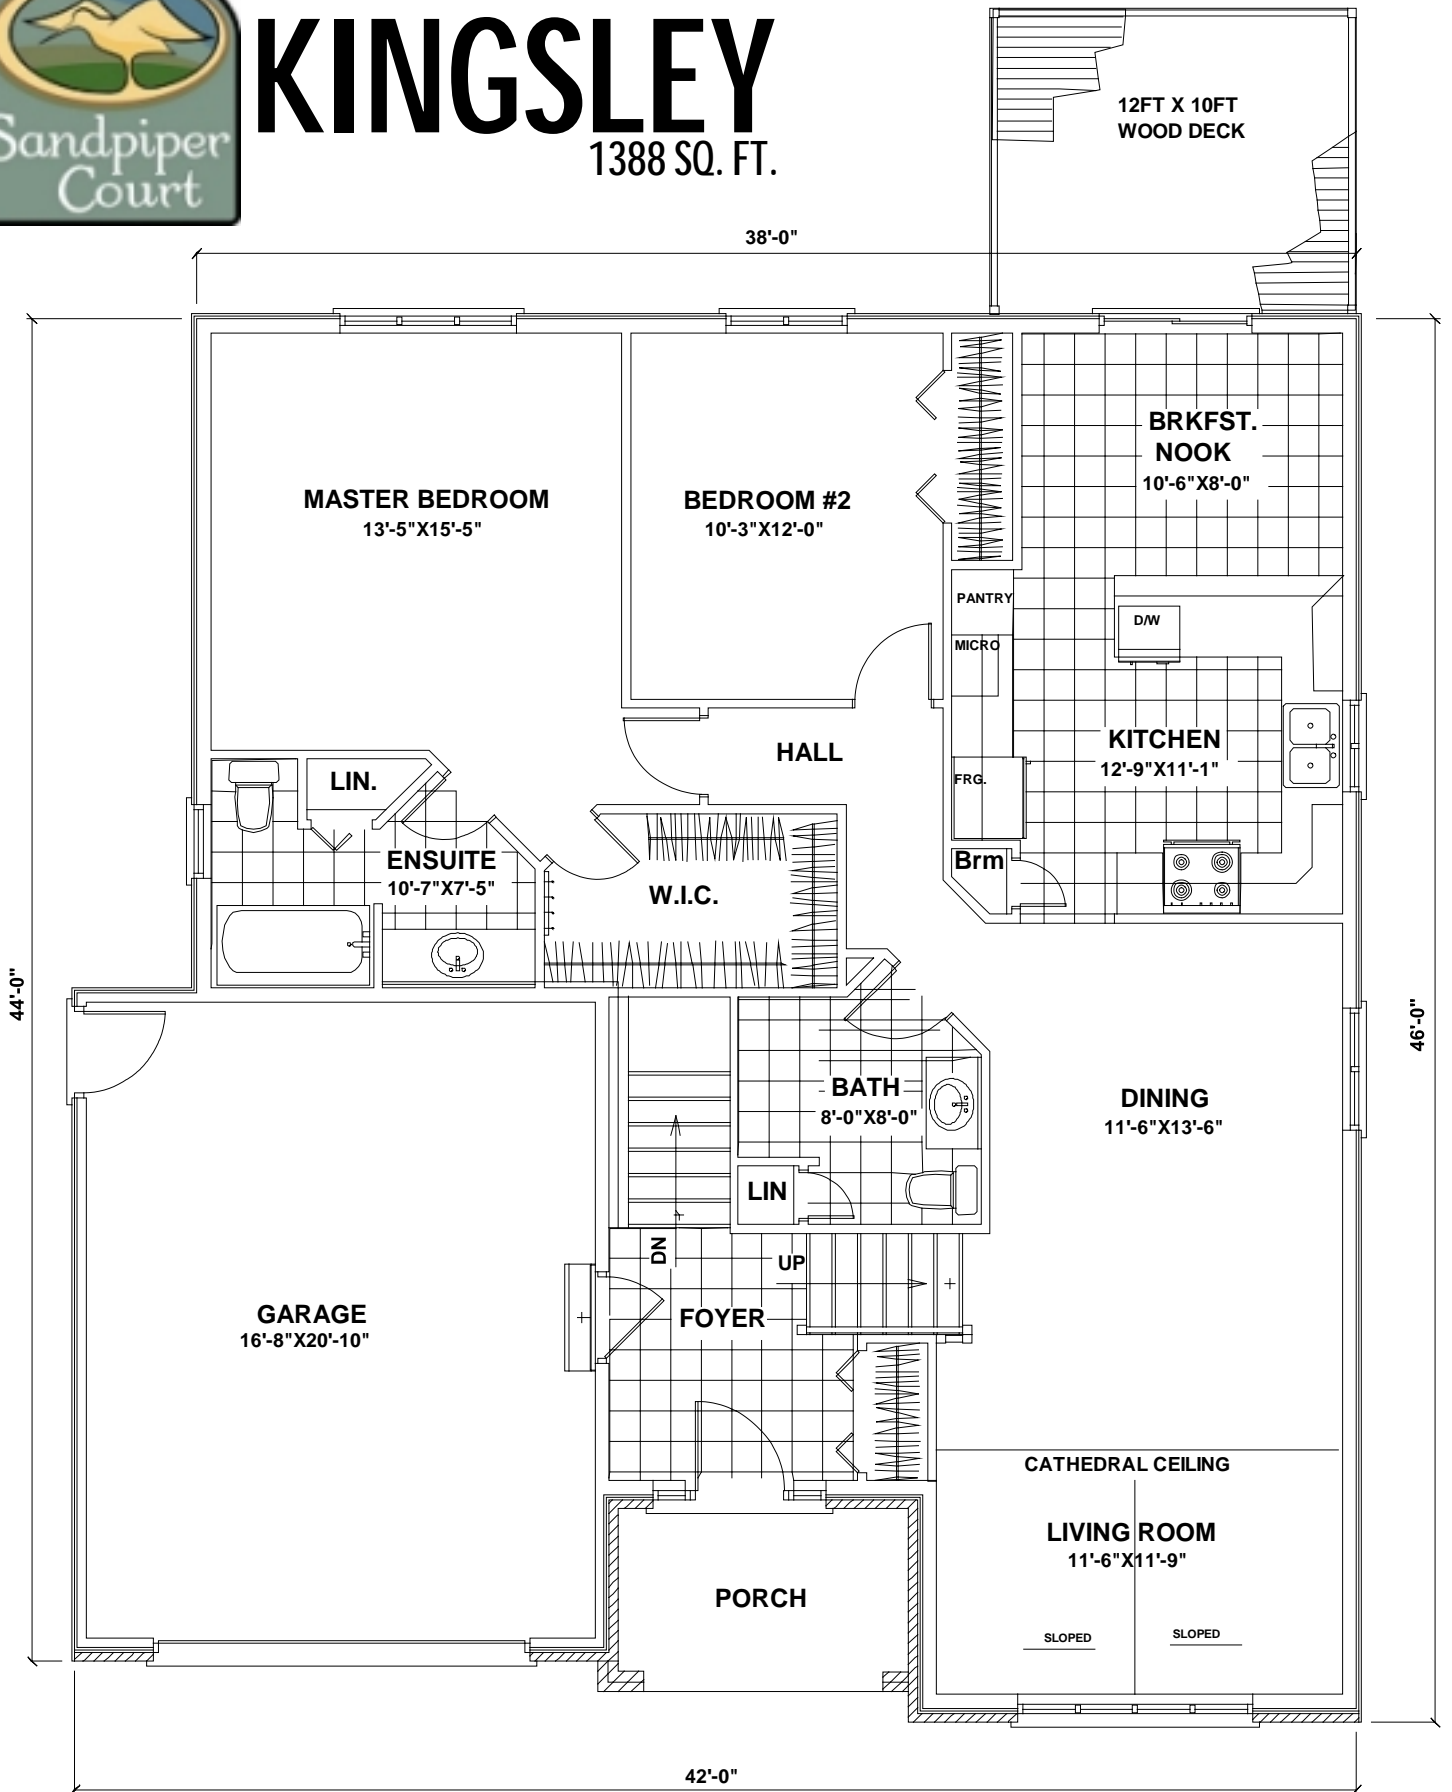 Sandpiper
Court
KINGSLEY
1388 SQ. FT.
12FT X 10FT
WOOD DECK
38'-0"
MASTER BEDROOM
13'-5"X15'-5"
BEDROOM #2
10'-3"X12'-0"
BRKFST.
NOOK
10'-6"X8'-0"
PANTRY
MICRO
D/W
HALL
KITCHEN
12'-9"X11'-1"
FRG.
LIN.
ENSUITE
10'-7"X7'-5"
W.I.C.
Brm
44'-0"
46'-0"
BATH
8'-0"X8'-0"
DINING
11'-6"X13'-6"
LIN
DN
UP
GARAGE
16'-8"X20'-10"
FOYER
CATHEDRAL CEILING
LIVING ROOM
11'-6"X11'-9"
PORCH
SLOPED
SLOPED
42'-0"